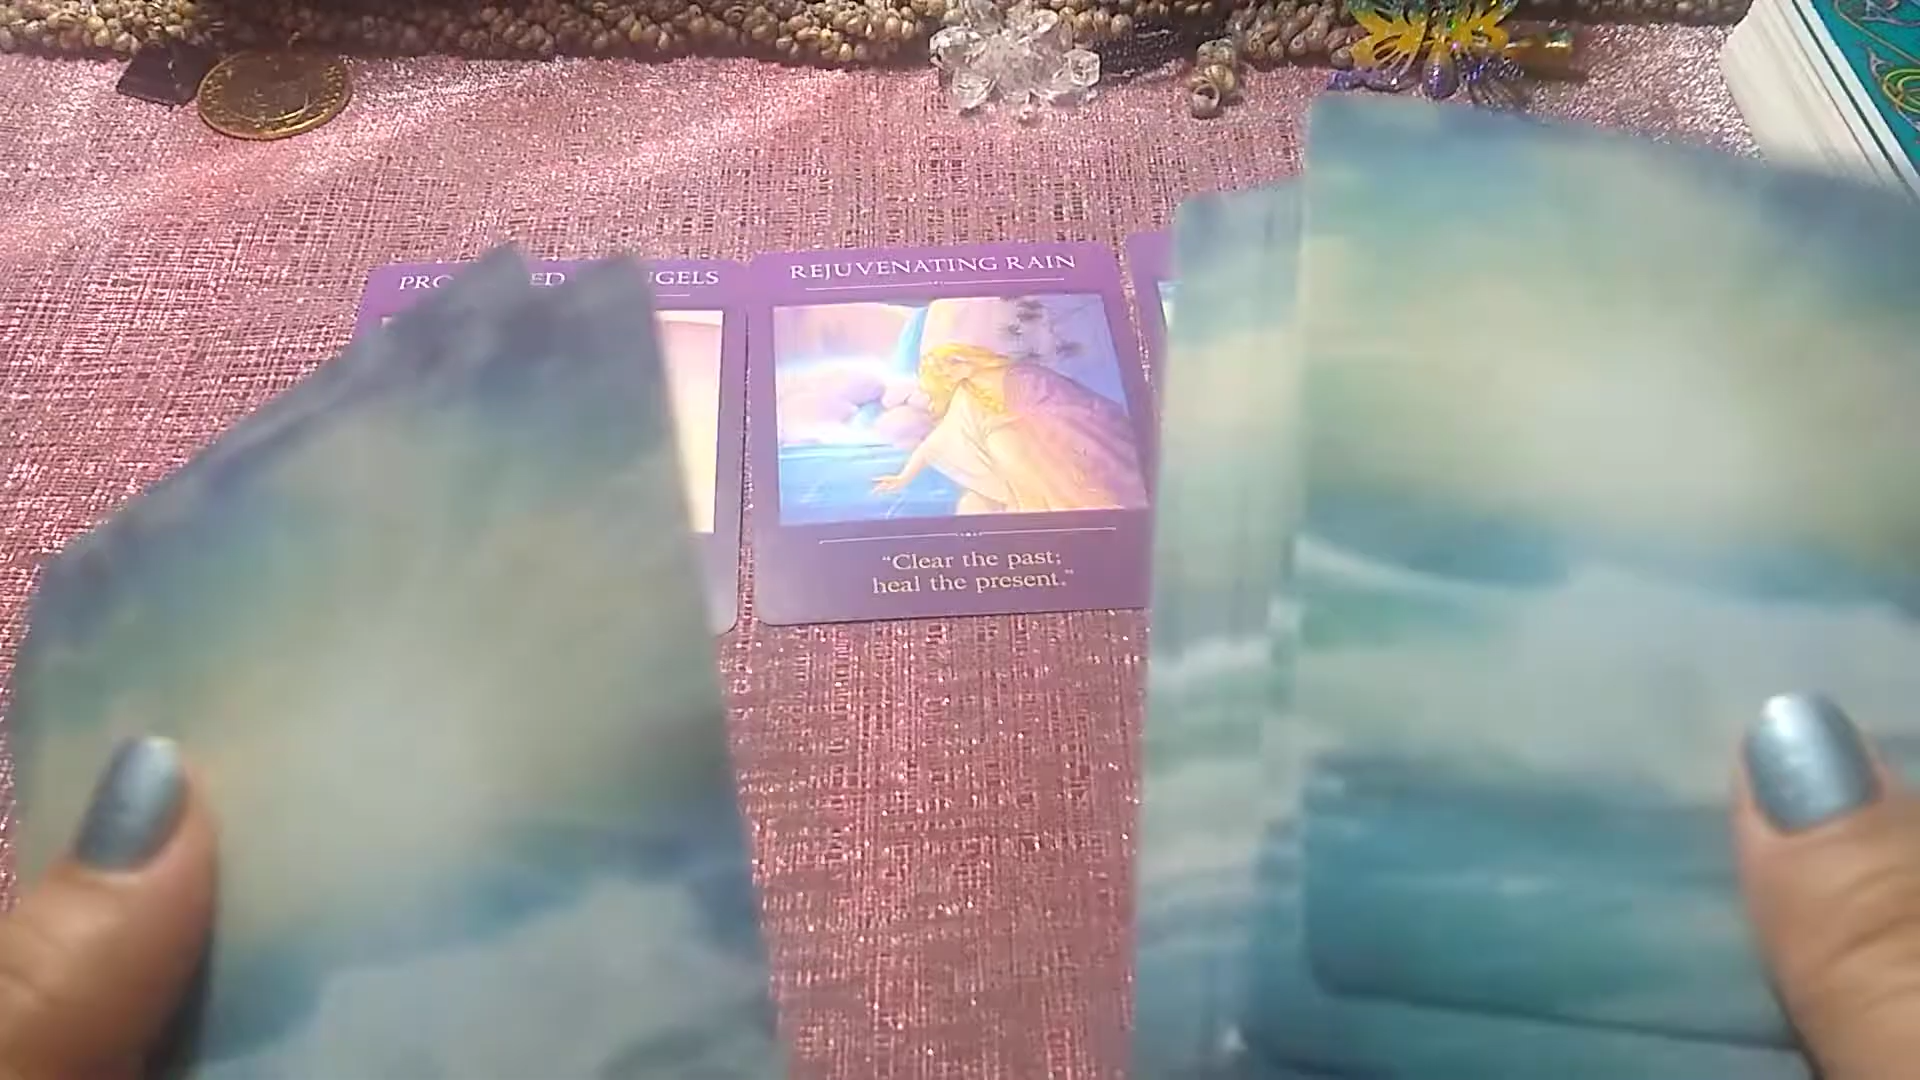 REJUVENATING RAIN
"Clear the past;
heal the present."